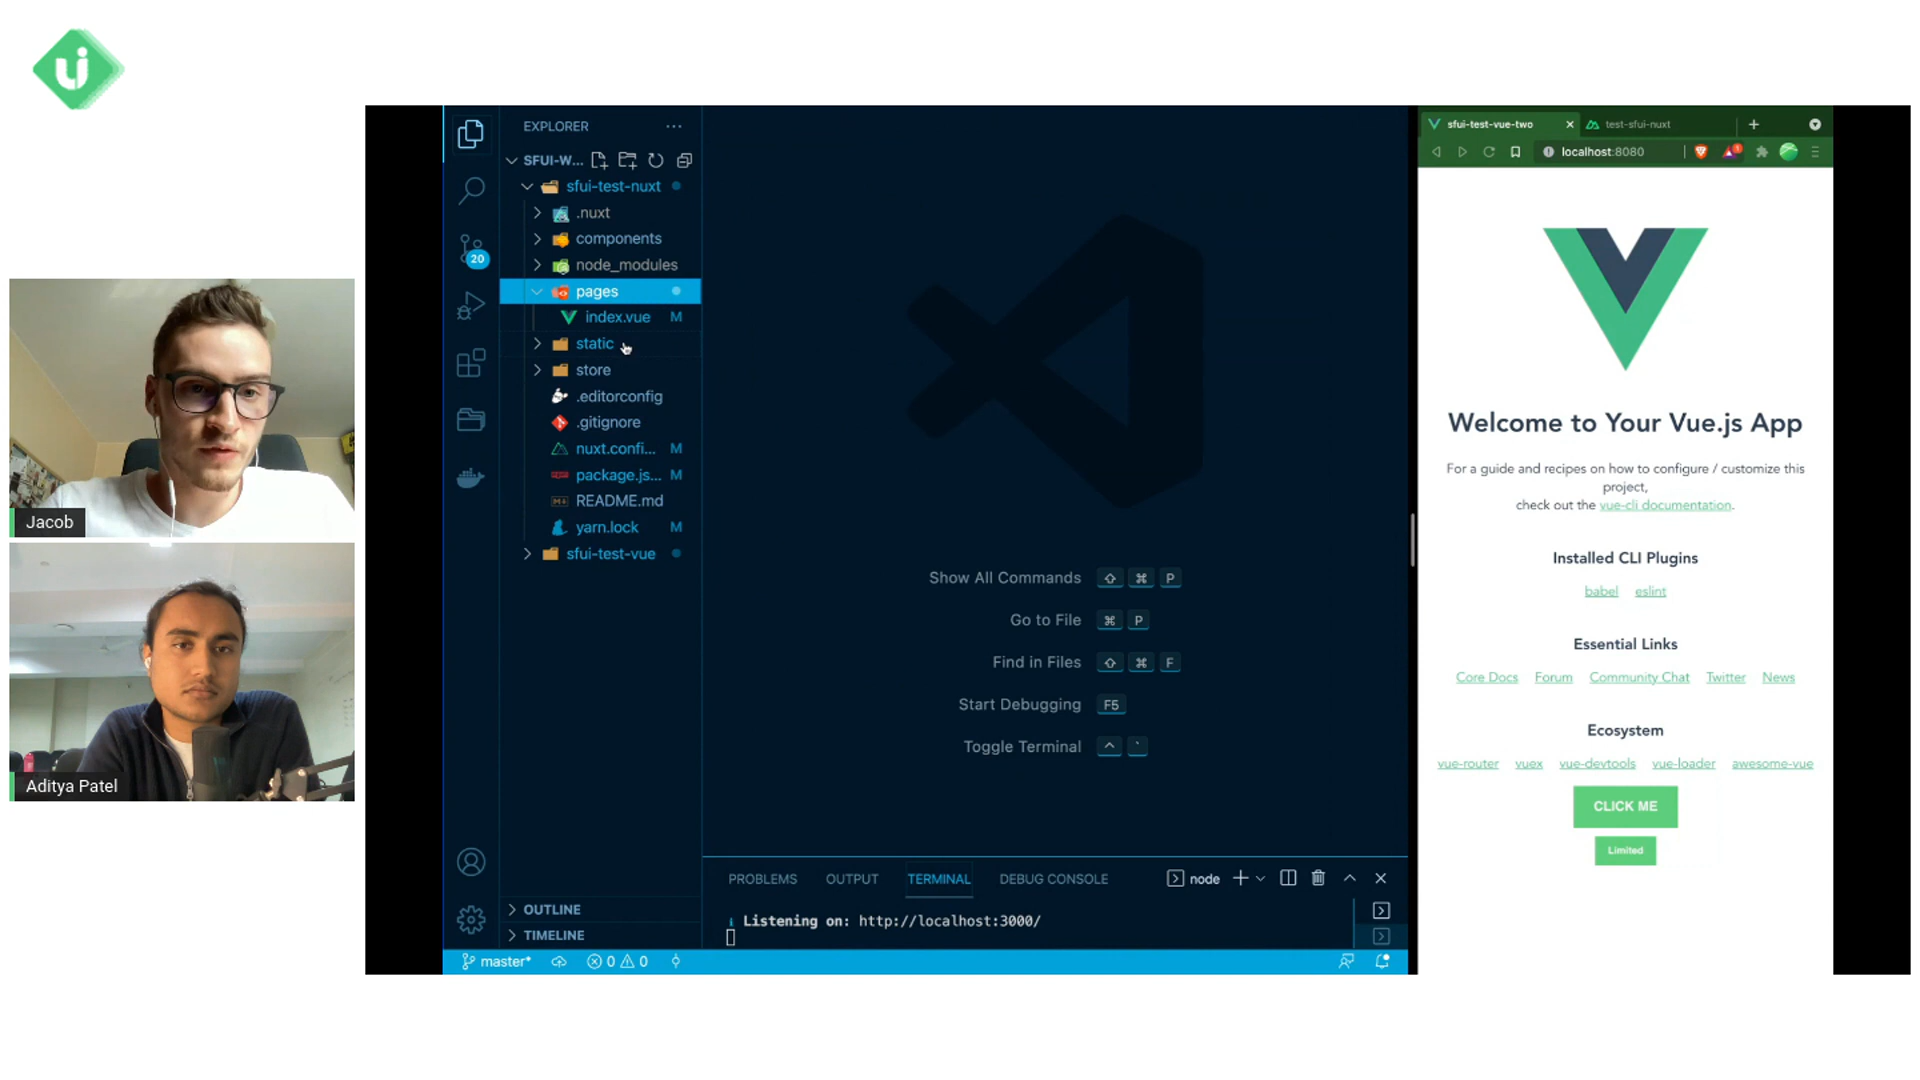 EXPLORER
SFUI-W...
sfui-test-nuxt
.nuxt
components
node_modules
pages
index.vue M
static
store
.editorconfig
.gitignore
nuxt.confi... M
package.js... M
README.md
yarn.lock M
sfui-test-vue
20
OUTLINE
TIMELINE
master*
0 0
Show All Commands ⇧ ⌘ P
Go to File ⌘ P
Find in Files ⇧ ⌘ F
Start Debugging F5
Toggle Terminal ^ `
PROBLEMS OUTPUT TERMINAL DEBUG CONSOLE node
Listening on: http://localhost:3000/
sfui-test-vue-two test-sfui-nuxt
localhost:8080
Welcome to Your Vue.js App
For a guide and recipes on how to configure / customize this
project,
check out the vue-cli documentation.
Installed CLI Plugins
babel eslint
Essential Links
Core Docs Forum Community Chat Twitter News
Ecosystem
vue-router vuex vue-devtools vue-loader awesome-vue
CLICK ME
Limited
Jacob
Aditya Patel